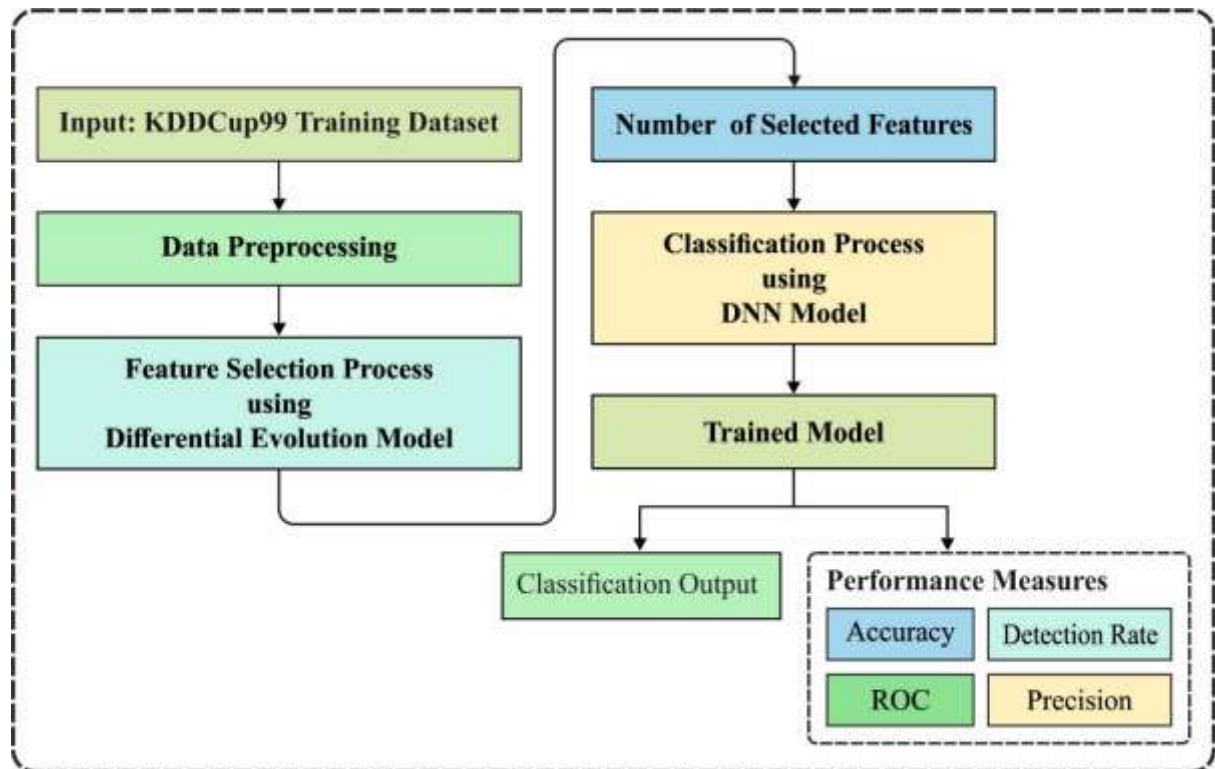 Input: KDDCup99 Training Dataset
Data Preprocessing
Feature Selection Process
using
Differential Evolution Model
Number of Selected Features
Classification Process
using
DNN Model
Trained Model
Classification Output
Performance Measures
Accuracy
Detection Rate
ROC
Precision